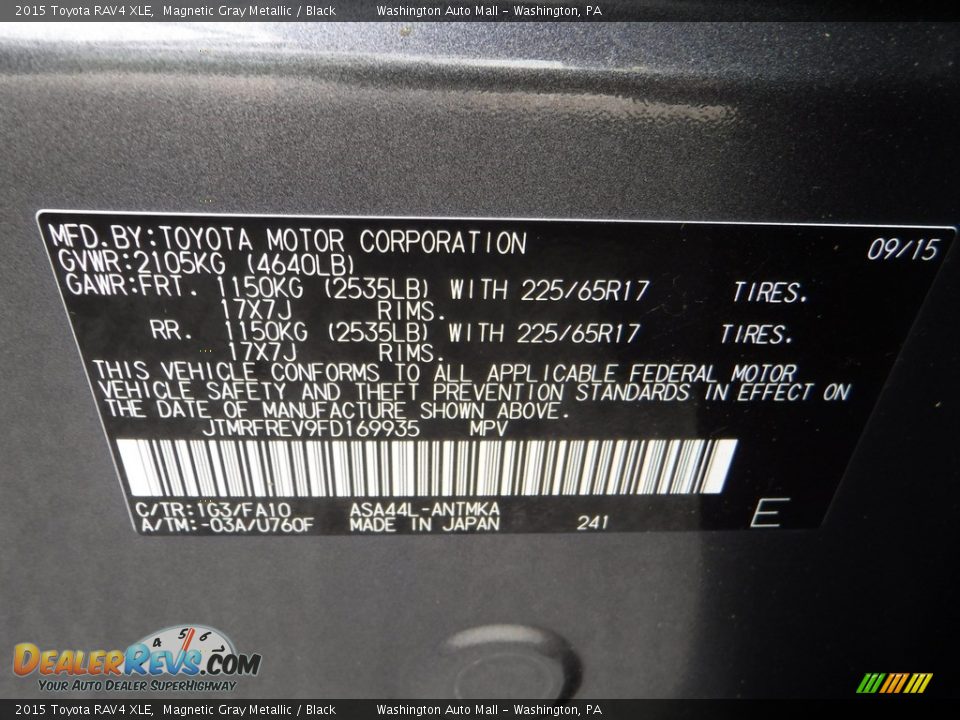 2015 Toyota RAV4 XLE, Magnetic Gray Metallic / Black Washington Auto Mall - Washington, PA
MFD.BY:TOYOTA MOTOR CORPORATION 09/15
GVWR:2105KG (4640LB)
GAWR:FRT. 1150KG (2535LB) WITH 225/65R17 TIRES.
17X7J RIMS.
RR. 1150KG (2535LB) WITH 225/65R17 TIRES.
17X7J RIMS.
THIS VEHICLE CONFORMS TO ALL APPLICABLE FEDERAL MOTOR
VEHICLE SAFETY AND THEFT PREVENTION STANDARDS IN EFFECT ON
THE DATE OF MANUFACTURE SHOWN ABOVE.
JTMRFREV9FD169935 MPV
C/TR:1G3/FA10 ASA44L-ANTMKA
A/TM:-03A/U760F MADE IN JAPAN 241 E
4 5 6 7
DEALERREVS.COM
YOUR AUTO DEALER SUPERHIGHWAY
2015 Toyota RAV4 XLE, Magnetic Gray Metallic / Black Washington Auto Mall - Washington, PA